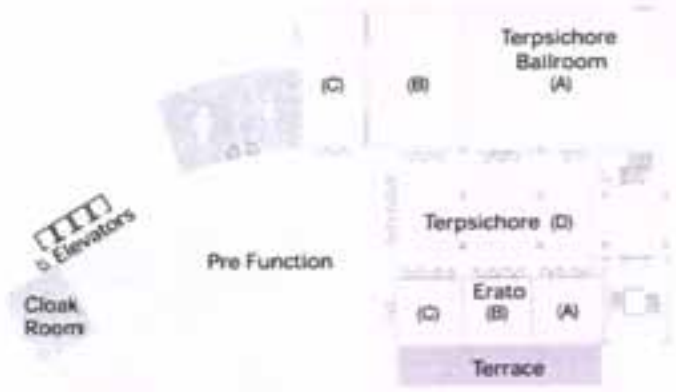 Terpsichore
Ballroom
(C) (B) (A)
Elevators
Terpsichore (D)
Pre Function
Cloak
Room
Erato
(C) (B) (A)
Terrace